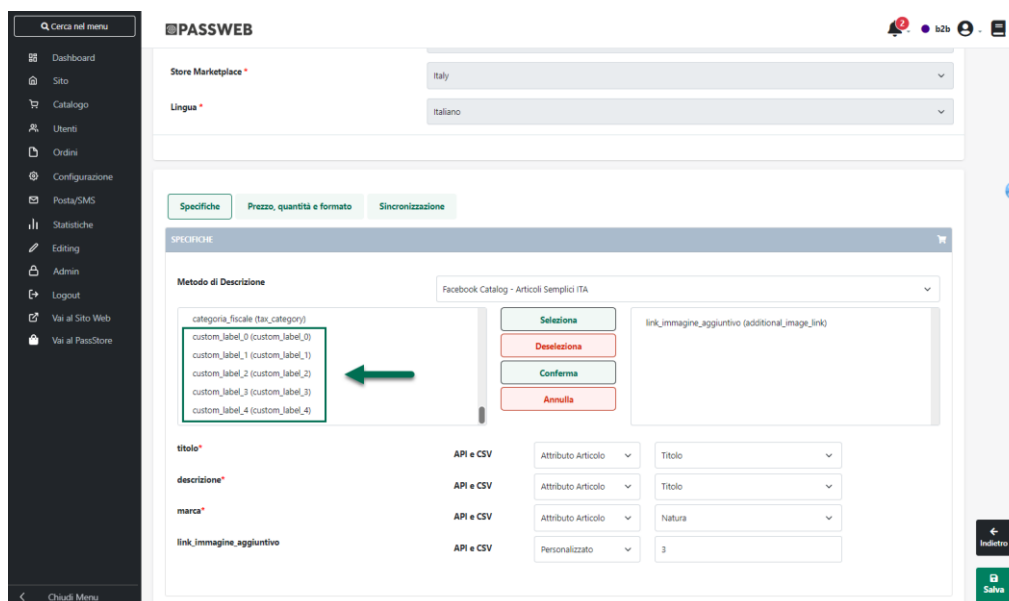 Cerca nel menu
PASSWEB
2
b2b
Dashboard
Sito
Catalogo
Utenti
Ordini
Configurazione
Posta/SMS
Statistiche
Editing
Admin
Logout
Vai al Sito Web
Vai al PassStore
Chiudi Menu
Store Marketplace *
Italy
Lingua *
Italiano
Specifiche Prezzo, quantità e formato Sincronizzazione
SPECIFICHE
Metodo di Descrizione
Facebook Catalog - Articoli Semplici ITA
categoria_fiscale (tax_category)
custom_label_0 (custom_label_0)
custom_label_1 (custom_label_1)
custom_label_2 (custom_label_2)
custom_label_3 (custom_label_3)
custom_label_4 (custom_label_4)
Seleziona
Deseleziona
Conferma
Annulla
link_immagine_aggiuntivo (additional_image_link)
titolo* API e CSV Attributo Articolo Titolo
descrizione* API e CSV Attributo Articolo Titolo
marca* API e CSV Attributo Articolo Natura
link_immagine_aggiuntivo API e CSV Personalizzato 3
Indietro
Salva